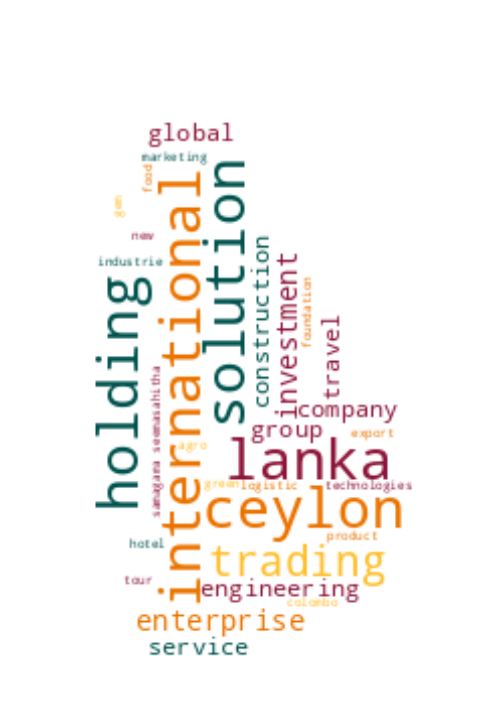 global
marketing
food
gem
new
industrie
international
solution
holding
construction
investment
foundation
travel
samagara seemasahitha
company
group
export
agro
lanka
green
logistic
technologies
ceylon
product
hotel
trading
tour
engineering
colombo
enterprise
service